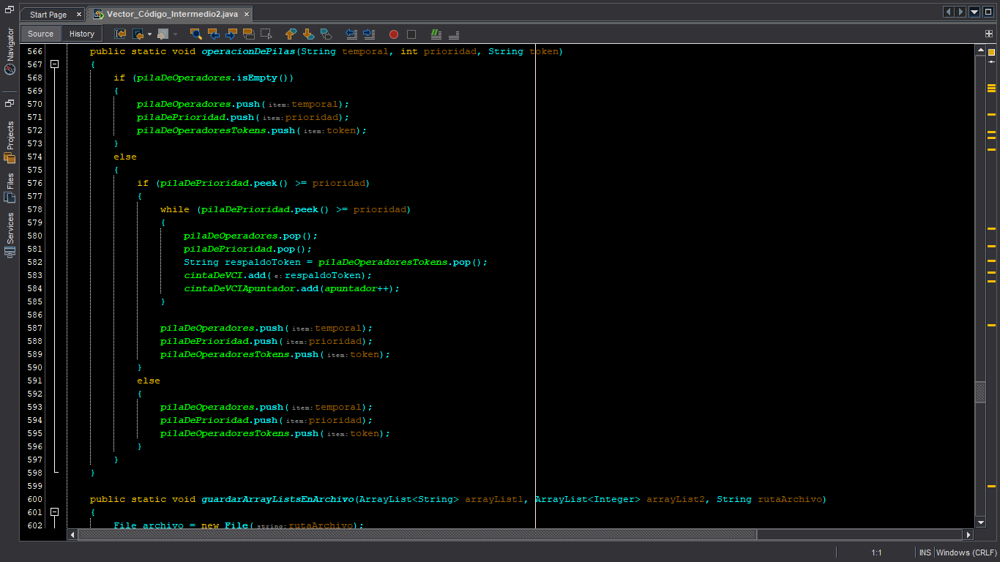 Start Page × Vector_Código_Intermedio2.java ×
Source History
Navigator
Projects
Files
Services
566 public static void operacionDePilas(String temporal, int prioridad, String token)
567 {
568 if (pilaDeOperadores.isEmpty())
569 {
570 pilaDeOperadores.push(item:temporal);
571 pilaDePrioridad.push(item:prioridad);
572 pilaDeOperadoresTokens.push(item:token);
573 }
574 else
575 {
576 if (pilaDePrioridad.peek() >= prioridad)
577 {
578 while (pilaDePrioridad.peek() >= prioridad)
579 {
580 pilaDeOperadores.pop();
581 pilaDePrioridad.pop();
582 String respaldoToken = pilaDeOperadoresTokens.pop();
583 cintaDeVCI.add(e:respaldoToken);
584 cintaDeVCIApuntador.add(apuntador++);
585 }
586
587 pilaDeOperadores.push(item:temporal);
588 pilaDePrioridad.push(item:prioridad);
589 pilaDeOperadoresTokens.push(item:token);
590 }
591 else
592 {
593 pilaDeOperadores.push(item:temporal);
594 pilaDePrioridad.push(item:prioridad);
595 pilaDeOperadoresTokens.push(item:token);
596 }
597 }
598 }
599
600 public static void guardarArrayListsEnArchivo(ArrayList<String> arrayList1, ArrayList<Integer> arrayList2, String rutaArchivo)
601 {
602 File archivo = new File(string:rutaArchivo);
1:1 INS Windows (CRLF)